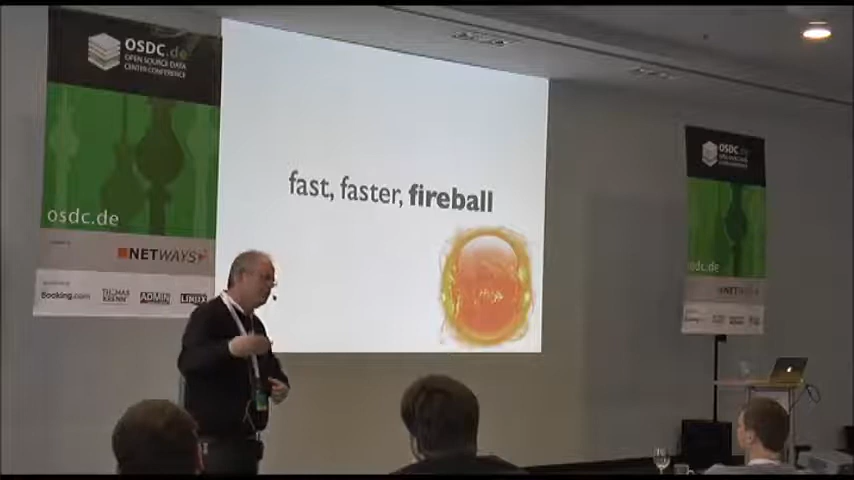 OSDC.de
OPEN SOURCE DATA
CENTER CONFERENCE
osdc.de
NETWAYS
Booking.com
THOMAS
KRENN
ADMIN
LINUX
fast, faster, fireball
OSDC.de
osdc.de
NETWAYS